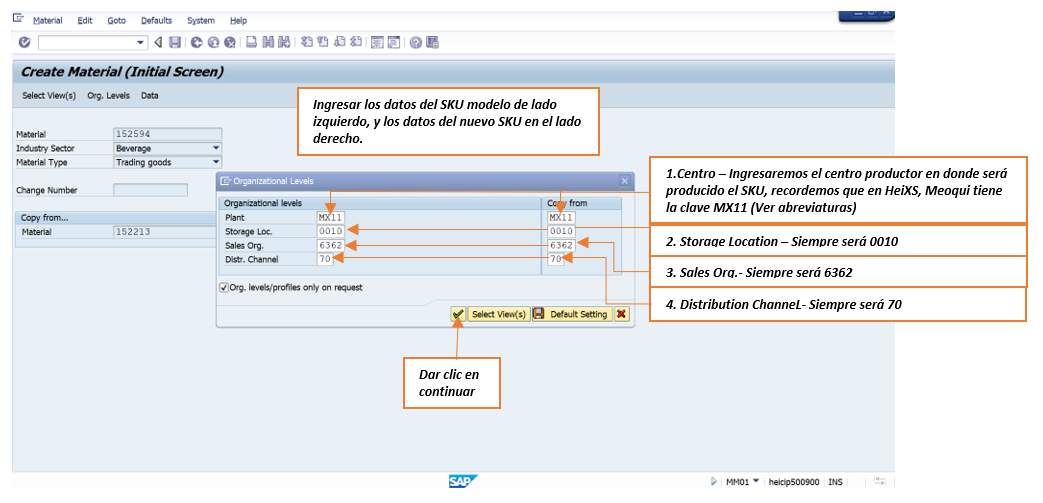 Material Edit Goto Defaults System Help
Create Material (Initial Screen)
Select View(s) Org. Levels Data
Ingresar los datos del SKU modelo de lado
izquierdo, y los datos del nuevo SKU en el lado
derecho.
Material 152594
Industry Sector Beverage
Material Type Trading goods
Change Number
Copy from...
Material 152213
Organizational Levels
Organizational levels Copy from
Plant MX11 MX11
Storage Loc. 0010 0010
Sales Org. 6362 6362
Distr. Channel 70 70
Org. levels/profiles only on request
Select View(s) Default Setting
1.Centro – Ingresaremos el centro productor en donde será
producido el SKU, recordemos que en HeiXS, Meoqui tiene
la clave MX11 (Ver abreviaturas)
2. Storage Location – Siempre será 0010
3. Sales Org.- Siempre será 6362
4. Distribution ChanneL- Siempre será 70
Dar clic en
continuar
SAP
MM01 heicip500900 INS